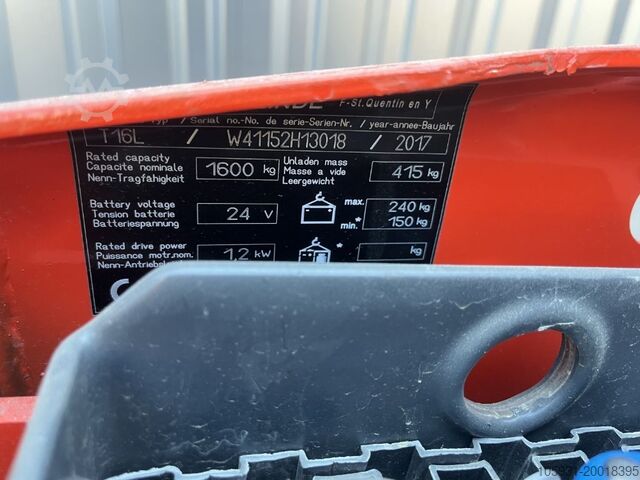 F-St.Quentin en Y
Typ / Serial no.-No. de serie-Serien-Nr. / year-annee-Baujahr
T16L / W41152H13018 / 2017
Rated capacity
Capacite nominale
Nenn-Tragfähigkeit
1600 kg
Unladen mass
Masse a vide
Leergewicht
415 kg
Battery voltage
Tension batterie
Batteriespannung
24 V
max. 240 kg
min.* 150 kg
Rated drive power
Puissance motr.nom.
Nenn-Antriebsl
1,2 kW
* kg
105931-20018395